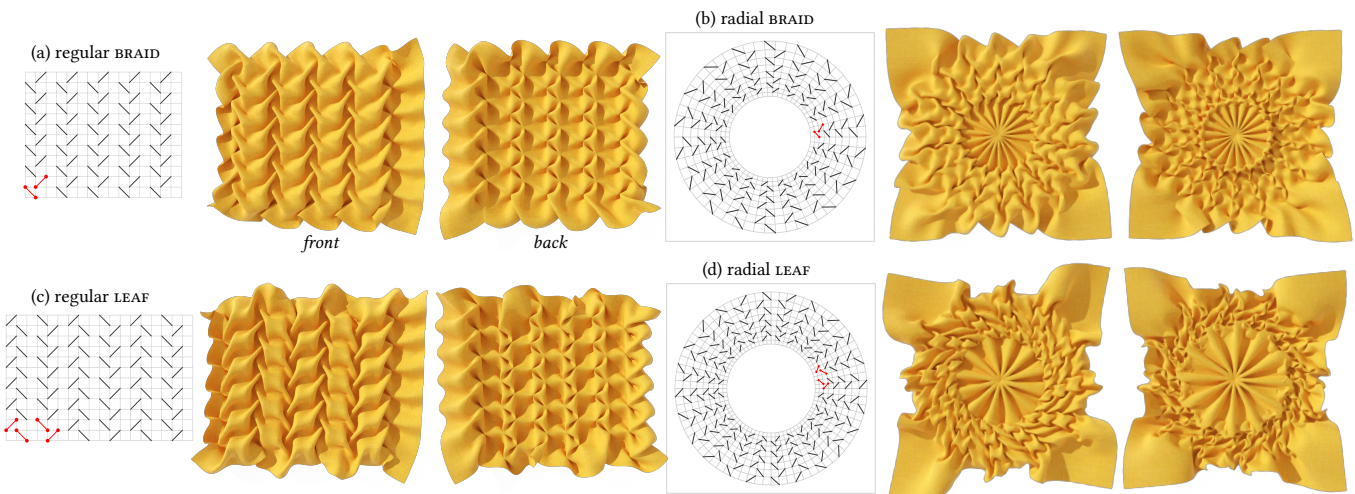 (a) regular BRAID
(b) radial BRAID
front
back
(c) regular LEAF
(d) radial LEAF